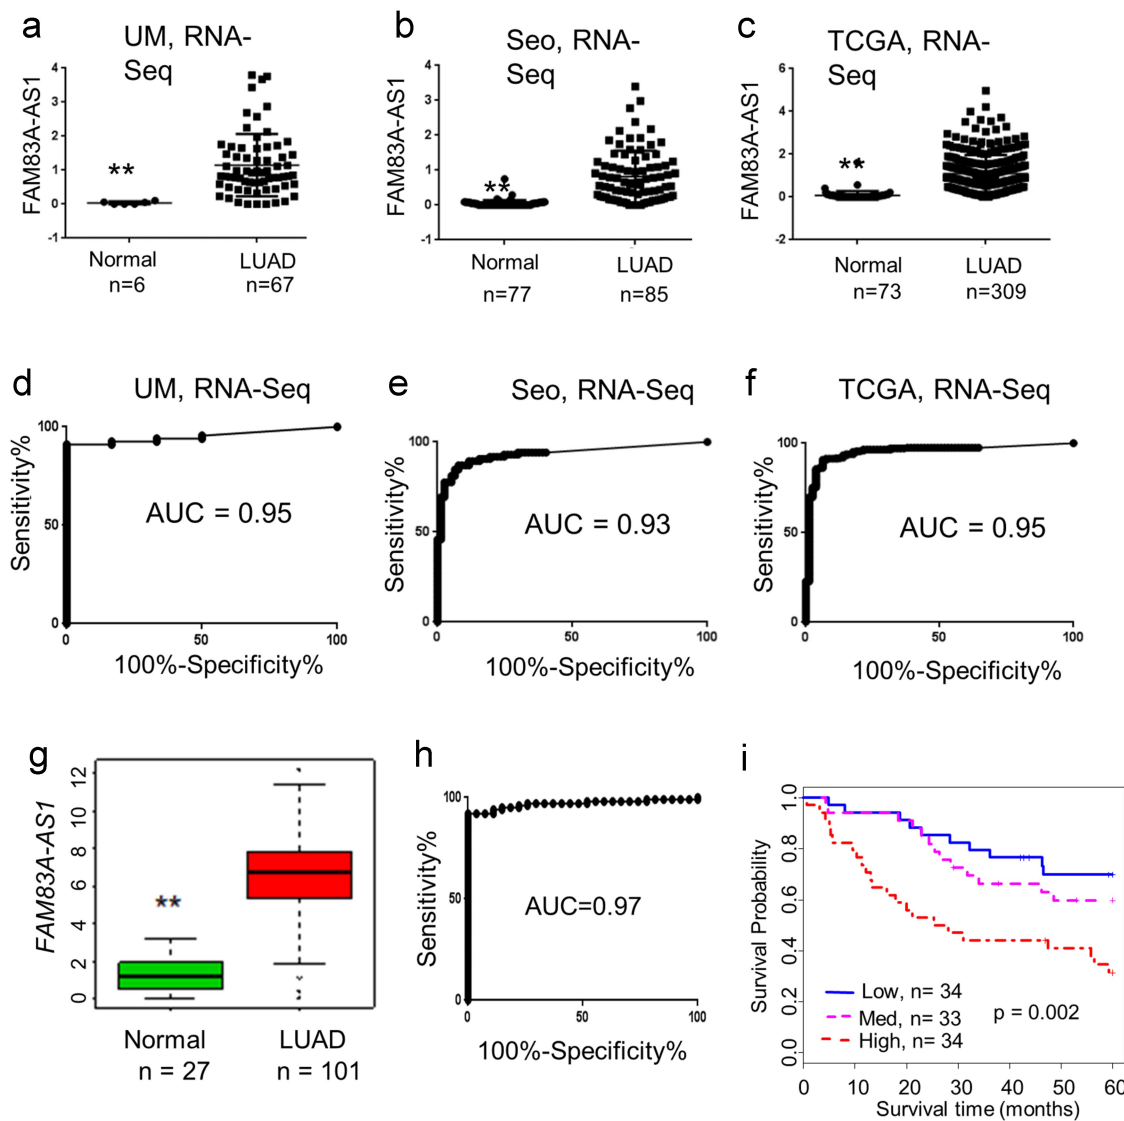 a
UM, RNA-
Seq
FAM83A-AS1
4
3
2
1
0
-1
**
Normal
n=6
LUAD
n=67
b
Seo, RNA-
Seq
FAM83A-AS1
4
3
2
1
0
-1
**
Normal
n=77
LUAD
n=85
c
TCGA, RNA-
Seq
FAM83A-AS1
6
4
2
0
-2
**
Normal
n=73
LUAD
n=309
d
UM, RNA-Seq
Sensitivity%
100
50
0
AUC = 0.95
0 50 100
100%-Specificity%
e
Seo, RNA-Seq
Sensitivity%
100
50
0
AUC = 0.93
0 50 100
100%-Specificity%
f
TCGA, RNA-Seq
Sensitivity%
100
50
0
AUC = 0.95
0 50 100
100%-Specificity%
g
FAM83A-AS1
12
10
8
6
4
2
0
**
Normal
n = 27
LUAD
n = 101
h
Sensitivity%
100
50
0
AUC=0.97
0 50 100
100%-Specificity%
i
Survival Probability
1.0
0.8
0.6
0.4
0.2
0.0
Low, n= 34
Med, n= 33
High, n= 34
p = 0.002
0 10 20 30 40 50 60
Survival time (months)